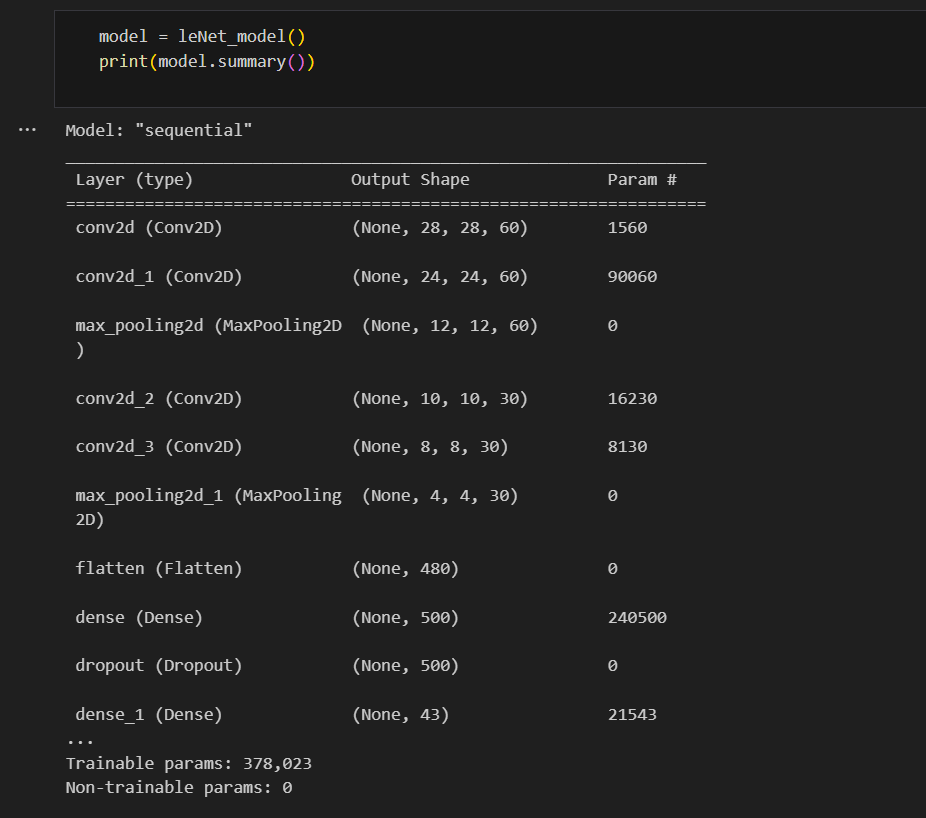 model = leNet_model()
print(model.summary())
... Model: "sequential"
_________________________________________________________________
Layer (type) Output Shape Param #
=================================================================
conv2d (Conv2D) (None, 28, 28, 60) 1560
conv2d_1 (Conv2D) (None, 24, 24, 60) 90060
max_pooling2d (MaxPooling2D (None, 12, 12, 60) 0
)
conv2d_2 (Conv2D) (None, 10, 10, 30) 16230
conv2d_3 (Conv2D) (None, 8, 8, 30) 8130
max_pooling2d_1 (MaxPooling (None, 4, 4, 30) 0
2D)
flatten (Flatten) (None, 480) 0
dense (Dense) (None, 500) 240500
dropout (Dropout) (None, 500) 0
dense_1 (Dense) (None, 43) 21543
...
Trainable params: 378,023
Non-trainable params: 0